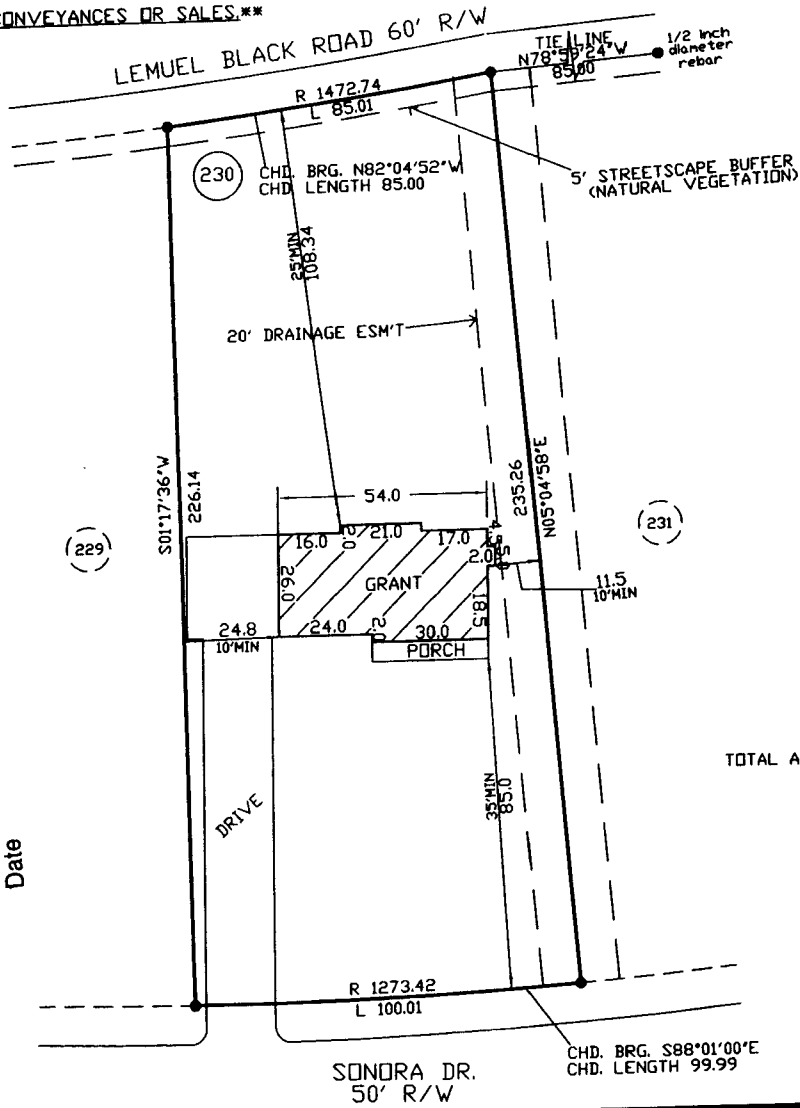 CONVEYANCES OR SALES.**
LEMUEL BLACK ROAD 60' R/W
TIE LINE
85.00
1/2 inch
diameter
rebar
R 1472.74
L 85.01
230
CHD. BRG. N82°04'52"W
CHD. LENGTH 85.00
5' STREETSCAPE BUFFER
(NATURAL VEGETATION)
25'MIN
108.34
20' DRAINAGE ESM'T
S01°17'36"W
226.14
235.26
N05°04'58"E
229
231
54.0
16.0
2.0
21.0
17.0
2.0
26.0
GRANT
18.5
11.5
10'MIN
24.8
10'MIN
24.0
2.0
30.0
PORCH
TOTAL A
35'MIN
85.0
DRIVE
Date
R 1273.42
L 100.01
CHD. BRG. S88°01'00"E
CHD. LENGTH 99.99
SONORA DR.
50' R/W